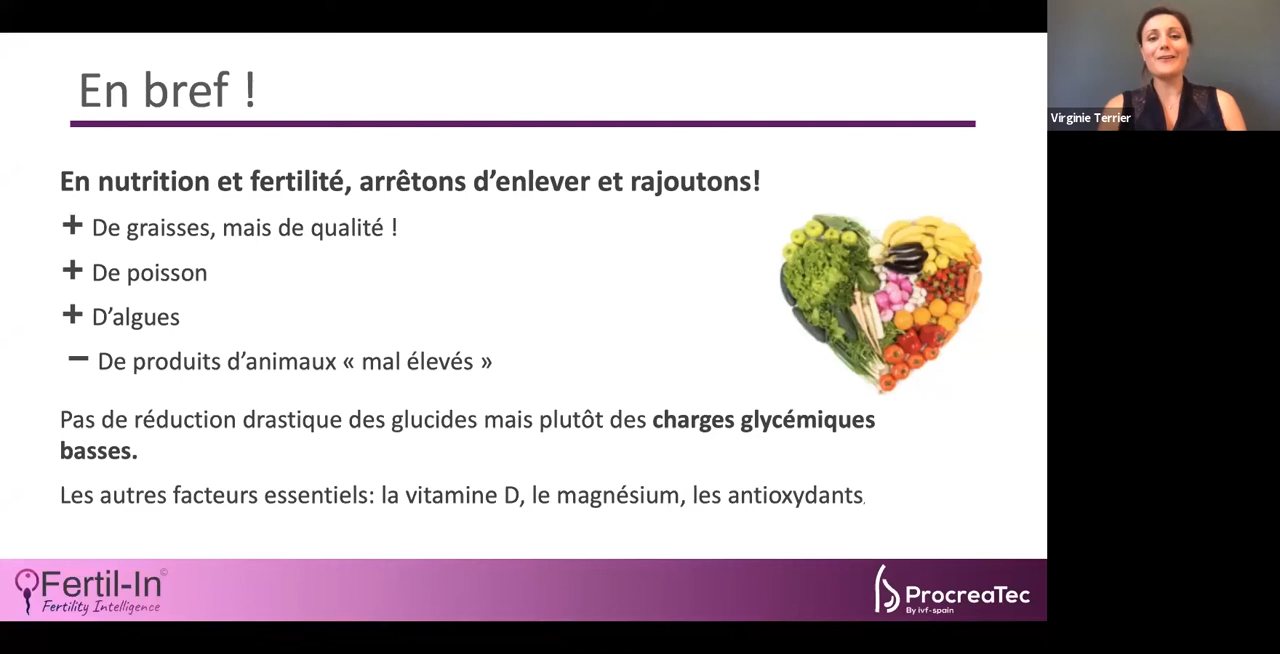 En bref !
Virginie Terrier
En nutrition et fertilité, arrêtons d’enlever et rajoutons!
+ De graisses, mais de qualité !
+ De poisson
+ D’algues
− De produits d’animaux « mal élevés »
Pas de réduction drastique des glucides mais plutôt des charges glycémiques
basses.
Les autres facteurs essentiels: la vitamine D, le magnésium, les antioxydants.
Fertil-In©
Fertility Intelligence
ProcreaTec
By ivf-spain